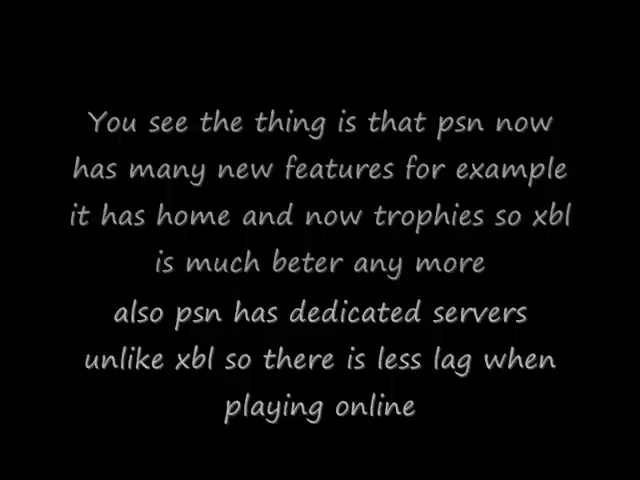 You see the thing is that psn now
has many new features for example
it has home and now trophies so xbl
is much beter any more
also psn has dedicated servers
unlike xbl so there is less lag when
playing online